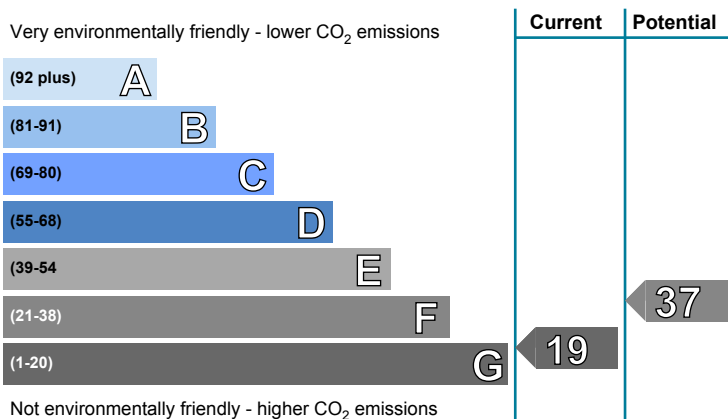 Current Potential
Very environmentally friendly - lower CO₂ emissions
(92 plus) A
(81-91) B
(69-80) C
(55-68) D
(39-54 E
(21-38) F
37
(1-20) G
19
Not environmentally friendly - higher CO₂ emissions